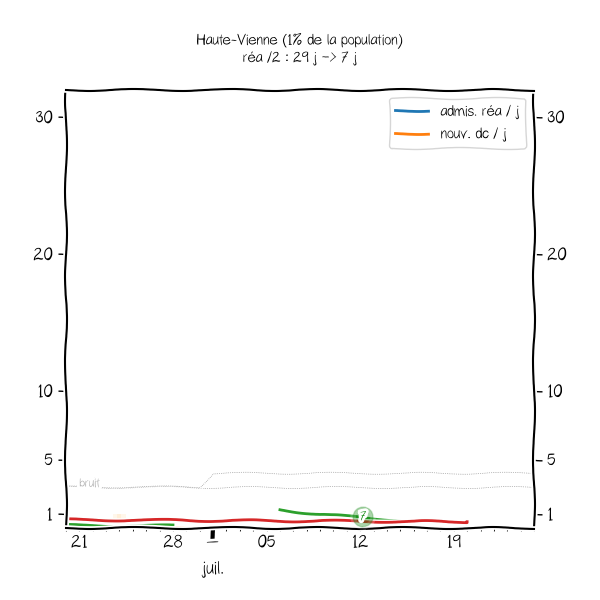 Haute-Vienne (1% de la population)
réa /2 : 29 j -> 7 j
admis. réa / j
nouv. dc / j
30
30
20
20
10
10
5
5
bruit
1
1
7
21
28
1
05
12
19
juil.